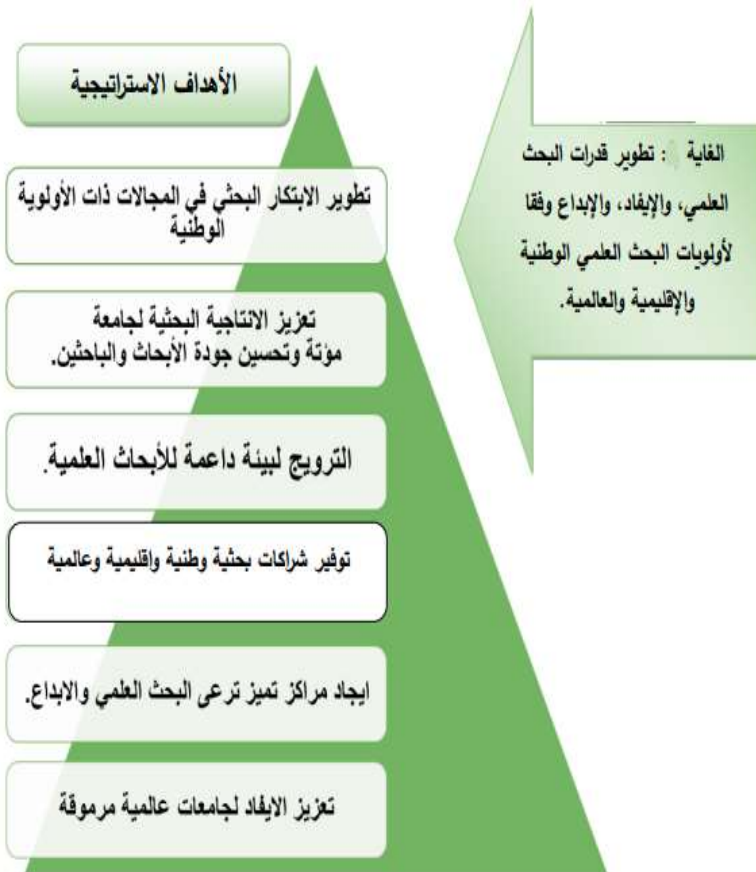 الأهداف الاستراتيجية
الغاية : تطوير قدرات البحث
العلمي، والإيفاد، والإبداع وفقا
لأولويات البحث العلمي الوطنية
والإقليمية والعالمية.
تطوير الابتكار البحثي في المجالات ذات الأولوية
الوطنية
تعزيز الانتاجية البحثية لجامعة
مؤتة وتحسين جودة الأبحاث والباحثين.
الترويج لبيئة داعمة للأبحاث العلمية.
توفير شراكات بحثية وطنية واقليمية وعالمية
ايجاد مراكز تميز ترعى البحث العلمي والابداع.
تعزيز الايفاد لجامعات عالمية مرموقة